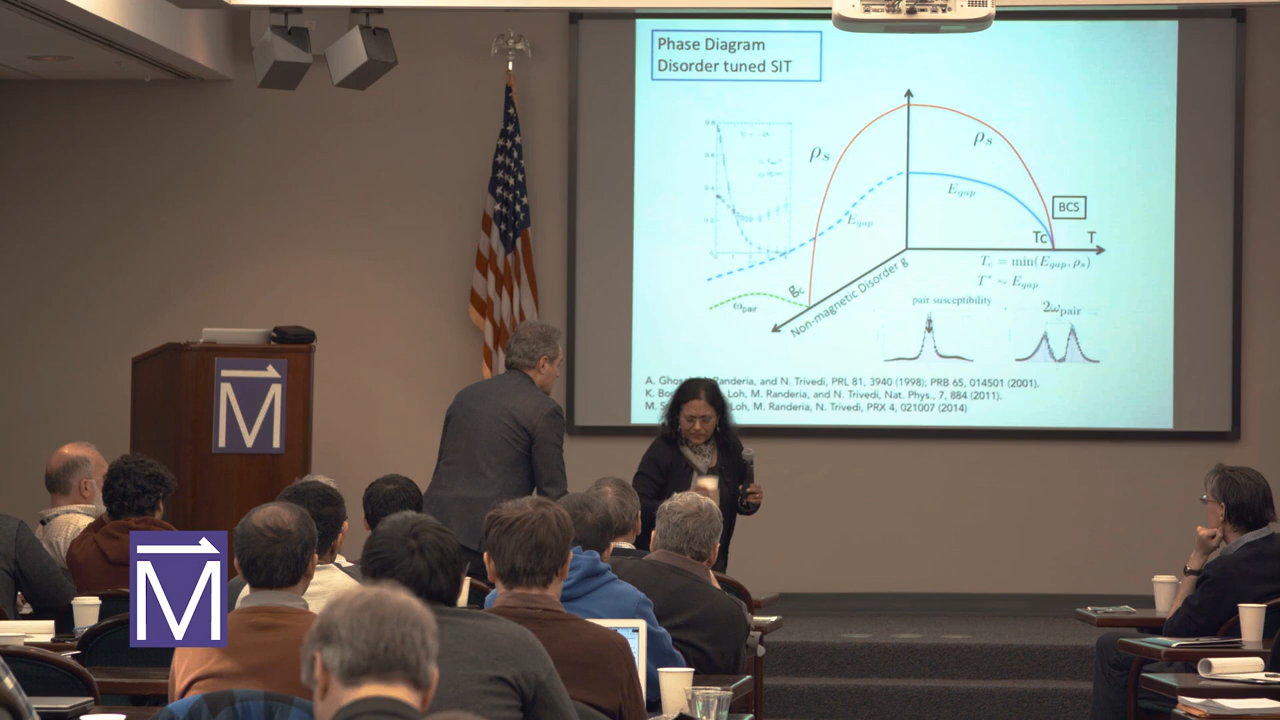 Phase Diagram
Disorder tuned SIT
ρs
ρs
Egap
Egap
BCS
Tc
T
gc
Non-magnetic Disorder g
ωpair
Tc = min(Egap, ρs)
T* ~ Egap
pair susceptibility
2ωpair
A. Randeria, and N. Trivedi, PRL 81, 3940 (1998); PRB 65, 014501 (2001).
K. Loh, M. Randeria, and N. Trivedi, Nat. Phys., 7, 884 (2011).
M. Loh, M. Randeria, N. Trivedi, PRX 4, 021007 (2014)
M
M